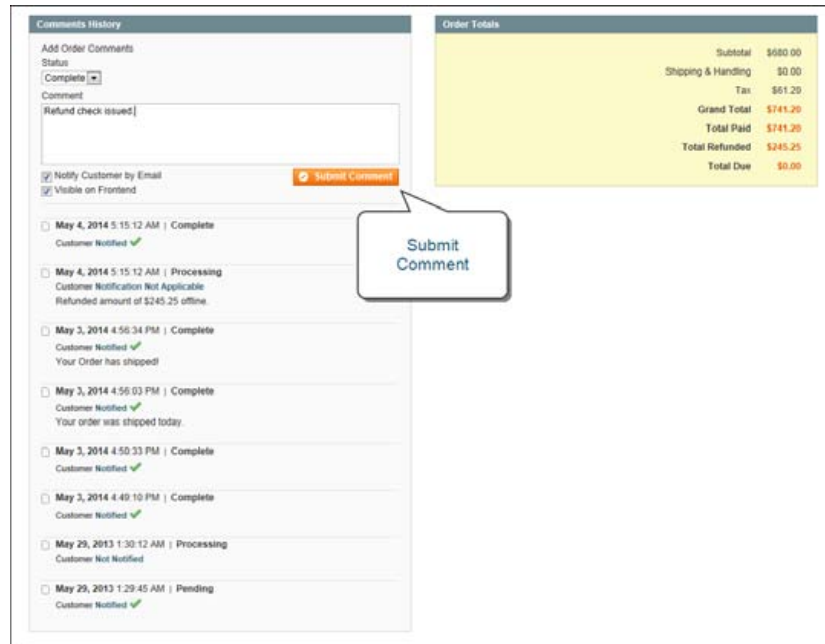 Comments History
Add Order Comments
Status
Complete
Comment
Refund check issued.
Notify Customer by Email
Submit Comment
Visible on Frontend
May 4, 2014 5:15:12 AM | Complete
Customer Notified
May 4, 2014 5:15:12 AM | Processing
Customer Notification Not Applicable
Refunded amount of $245.25 offline.
May 3, 2014 4:56:34 PM | Complete
Customer Notified
Your Order has shipped!
May 3, 2014 4:56:03 PM | Complete
Customer Notified
Your order was shipped today.
May 3, 2014 4:50:33 PM | Complete
Customer Notified
May 3, 2014 4:49:10 PM | Complete
Customer Notified
May 29, 2013 1:30:12 AM | Processing
Customer Not Notified
May 29, 2013 1:29:45 AM | Pending
Customer Notified
Order Totals
Subtotal $680.00
Shipping & Handling $0.00
Tax $61.20
Grand Total $741.20
Total Paid $741.20
Total Refunded $245.25
Total Due $0.00
Submit
Comment